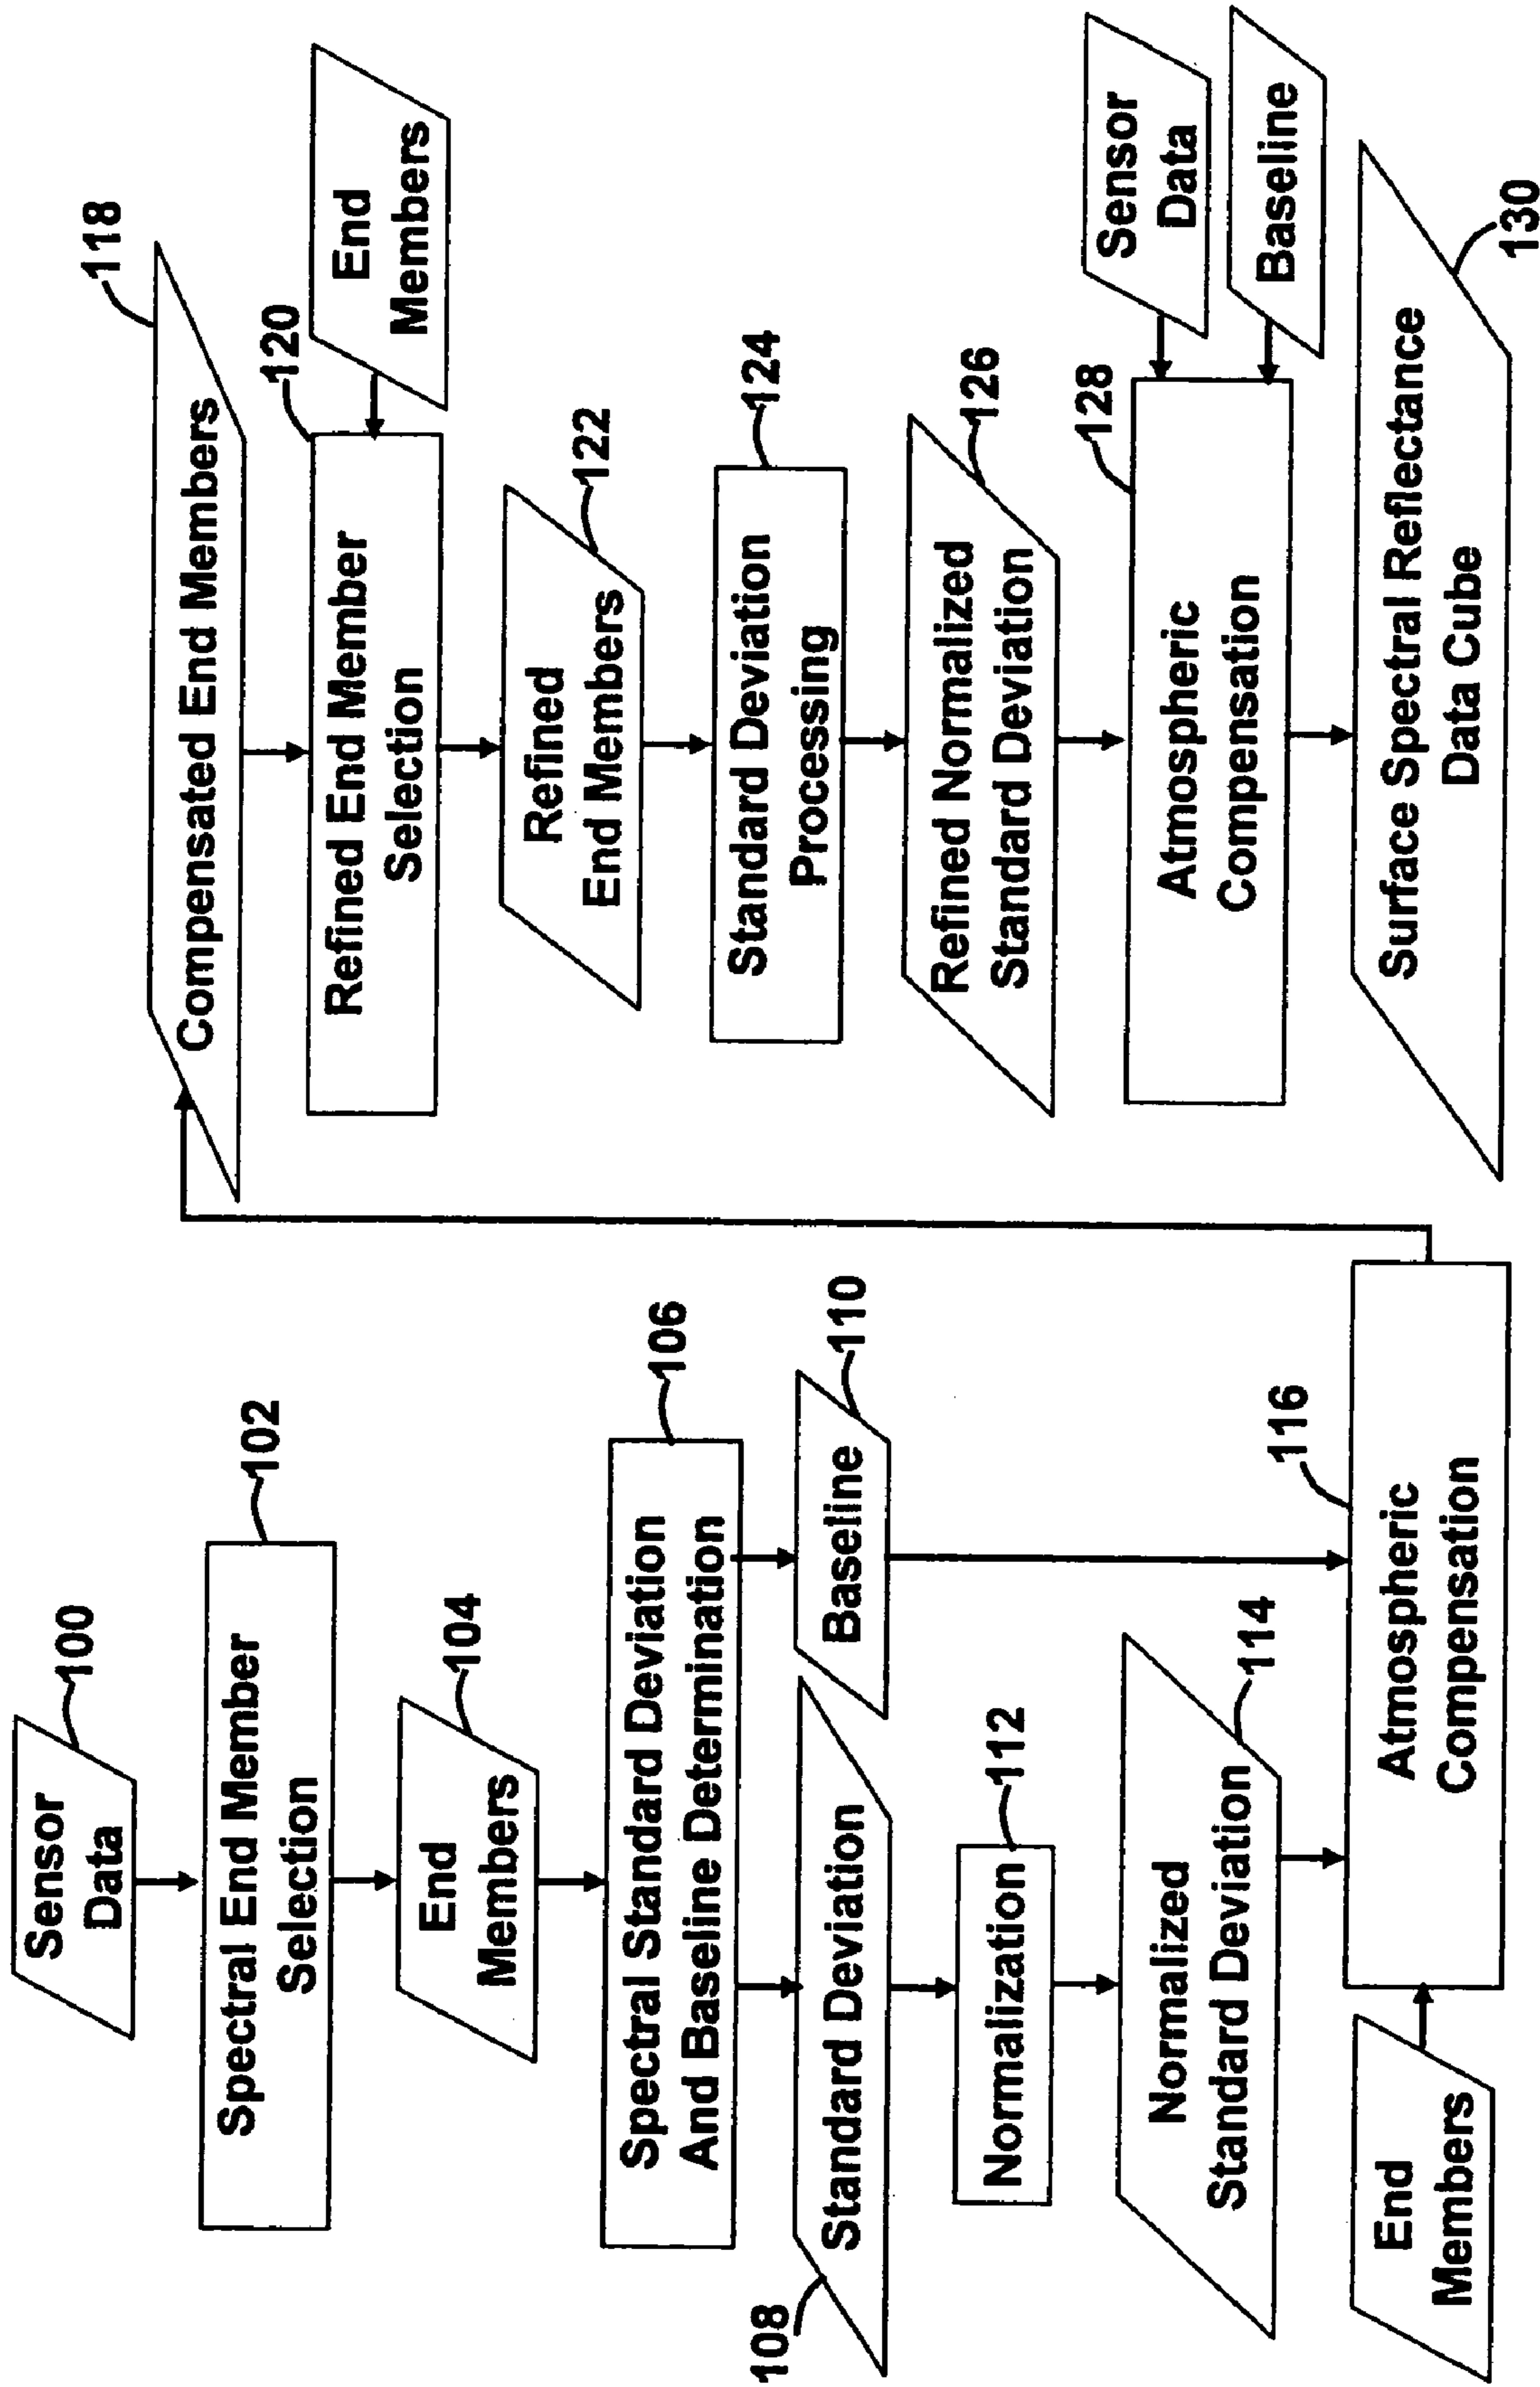 Sensor
Data
100
Spectral End Member
Selection
102
End
Members
104
Spectral Standard Deviation
And Baseline Determination
106
Standard Deviation
108
Baseline
110
Normalization
112
Normalized
Standard Deviation
114
End
Members
Atmospheric
Compensation
116
Compensated End Members
118
Refined End Member
Selection
120
End
Members
Refined
End Members
122
Standard Deviation
Processing
124
Refined Normalized
Standard Deviation
126
Atmospheric
Compensation
128
Sensor
Data
Baseline
Surface Spectral Reflectance
Data Cube
130